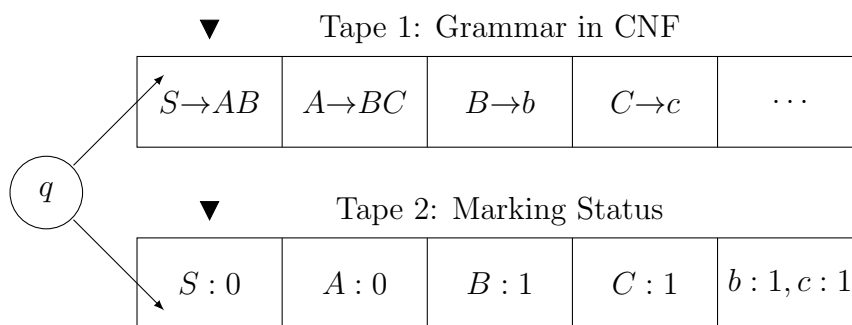 Tape 1: Grammar in CNF
S→AB A→BC B→b C→c ⋯
q
Tape 2: Marking Status
S : 0 A : 0 B : 1 C : 1 b : 1, c : 1